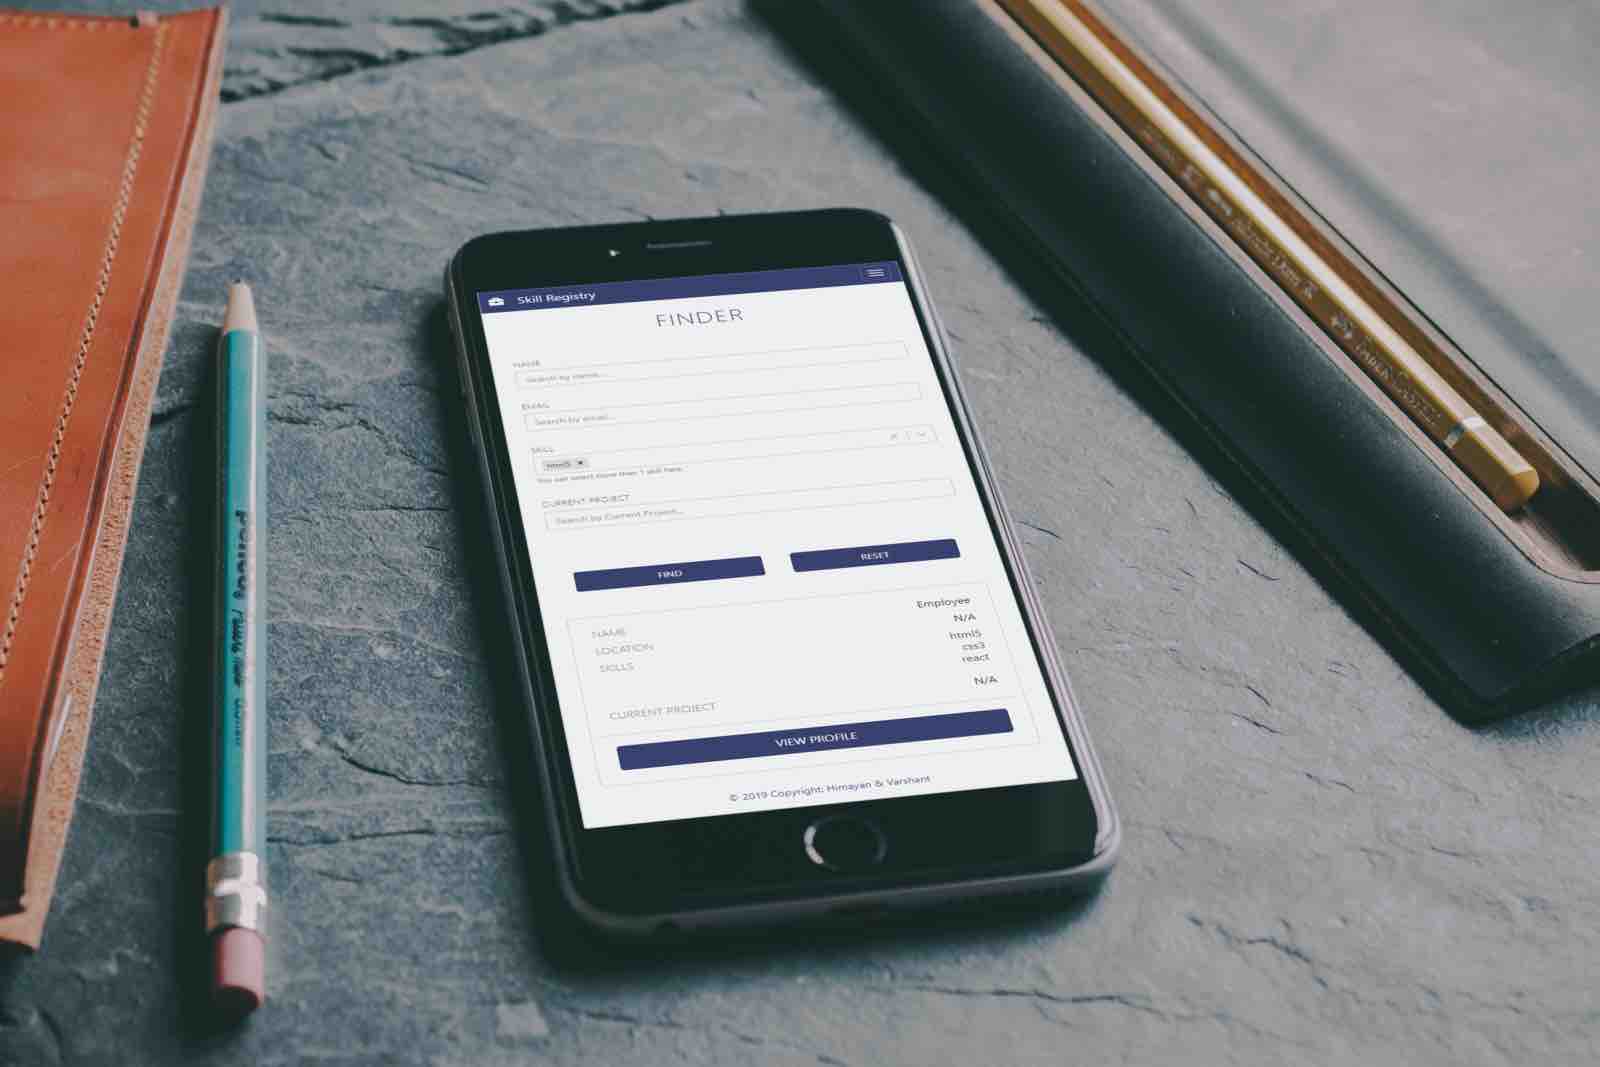 Skill Registry
FINDER
NAME
Search by name...
EMAIL
Search by email...
SKILL
html5 ×
You can select more than 1 skill here.
CURRENT PROJECT
Search by Current Project...
FIND
RESET
NAME Employee
LOCATION N/A
SKILLS html5
css3
react
CURRENT PROJECT N/A
VIEW PROFILE
© 2019 Copyright: Himayan & Varshant
FABER-CASTELL